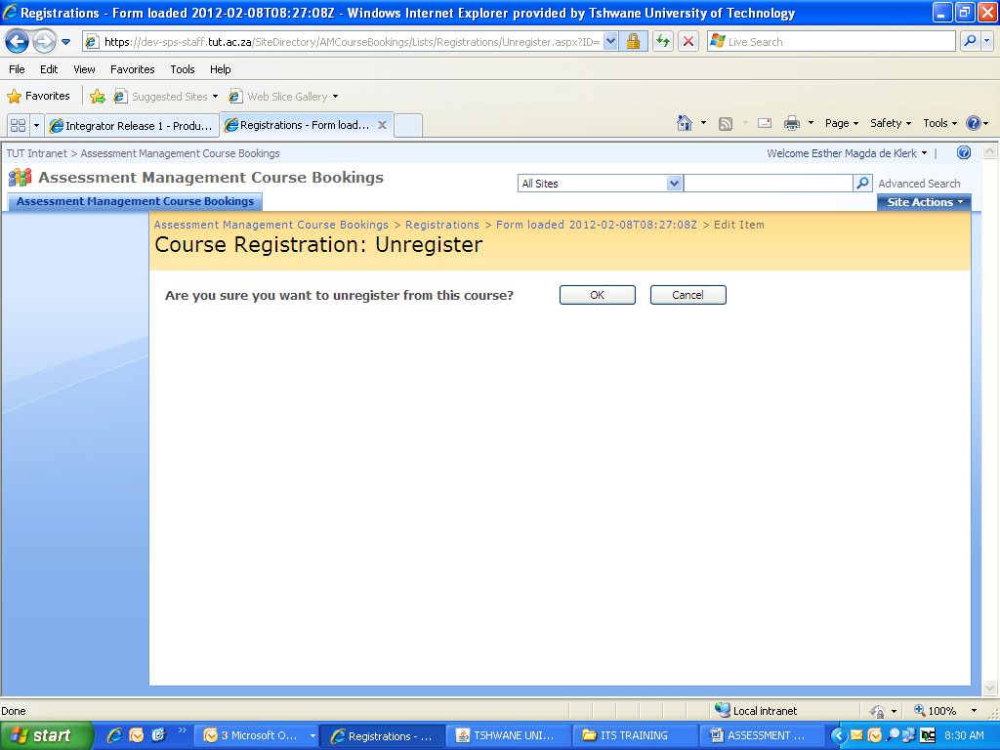 Registrations - Form loaded 2012-02-08T08:27:08Z - Windows Internet Explorer provided by Tshwane University of Technology
https://dev-sps-staff.tut.ac.za/SiteDirectory/AMCourseBookings/Lists/Registrations/Unregister.aspx?ID=
Live Search
File Edit View Favorites Tools Help
Favorites Suggested Sites Web Slice Gallery
Integrator Release 1 - Produ... Registrations - Form load... Page Safety Tools
TUT Intranet > Assessment Management Course Bookings Welcome Esther Magda de Klerk
Assessment Management Course Bookings All Sites Advanced Search
Assessment Management Course Bookings Site Actions
Assessment Management Course Bookings > Registrations > Form loaded 2012-02-08T08:27:08Z > Edit Item
Course Registration: Unregister
Are you sure you want to unregister from this course? OK Cancel
Done Local intranet 100%
start 3 Microsoft O... Registrations - ... TSHWANE UNI... ITS TRAINING ASSESSMENT ... 8:30 AM